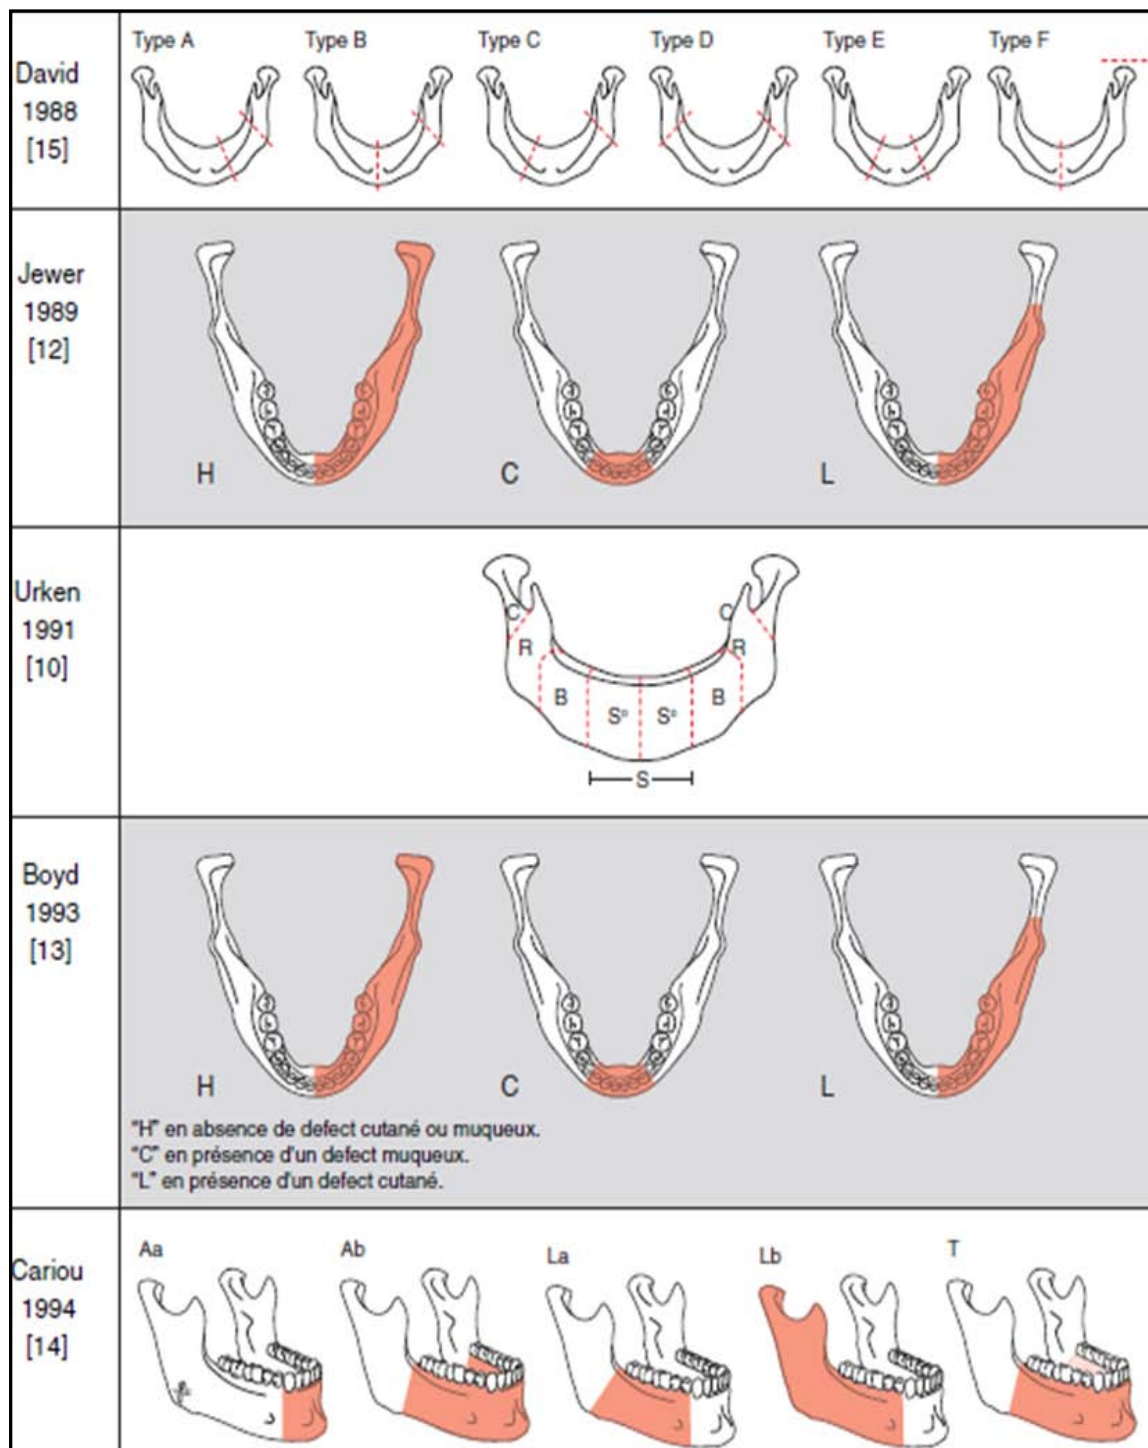 David
1988
[15]
Type A
Type B
Type C
Type D
Type E
Type F
Jewer
1989
[12]
H
C
L
Urken
1991
[10]
C
C
R
R
B
S°
S°
B
S
Boyd
1993
[13]
H
C
L
"H" en absence de defect cutané ou muqueux.
"C" en présence d'un defect muqueux.
"L" en présence d'un defect cutané.
Cariou
1994
[14]
Aa
Ab
La
Lb
T